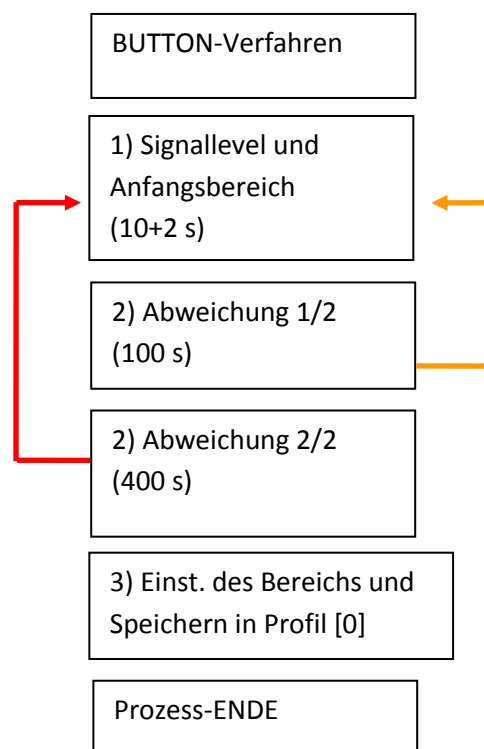 BUTTON-Verfahren
1) Signallevel und
Anfangsbereich
(10+2 s)
2) Abweichung 1/2
(100 s)
2) Abweichung 2/2
(400 s)
3) Einst. des Bereichs und
Speichern in Profil [0]
Prozess-ENDE